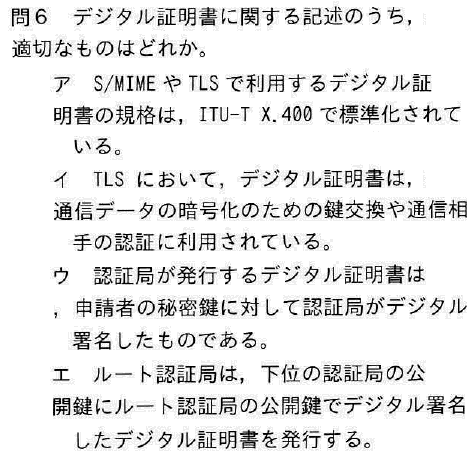 問6 デジタル証明書に関する記述のうち,
適切なものはどれか。
ア S/MIME や TLS で利用するデジタル証
明書の規格は, ITU-T X.400 で標準化されて
いる。
イ TLS において, デジタル証明書は,
通信データの暗号化のための鍵交換や通信相
手の認証に利用されている。
ウ 認証局が発行するデジタル証明書は
, 申請者の秘密鍵に対して認証局がデジタル
署名したものである。
エ ルート認証局は, 下位の認証局の公
開鍵にルート認証局の公開鍵でデジタル署名
したデジタル証明書を発行する。